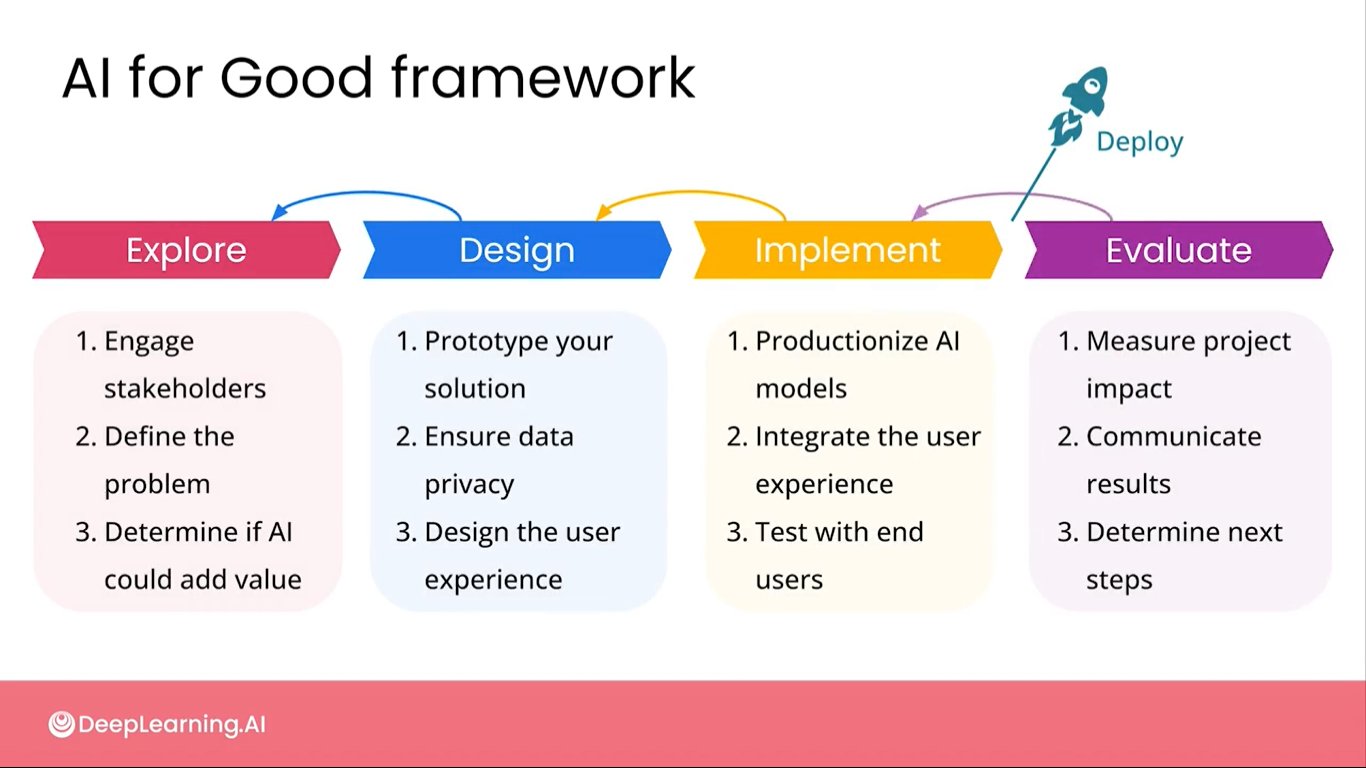 AI for Good framework
Deploy
Explore
Design
Implement
Evaluate
1. Engage
stakeholders
2. Define the
problem
3. Determine if AI
could add value
1. Prototype your
solution
2. Ensure data
privacy
3. Design the user
experience
1. Productionize AI
models
2. Integrate the user
experience
3. Test with end
users
1. Measure project
impact
2. Communicate
results
3. Determine next
steps
DeepLearning.AI